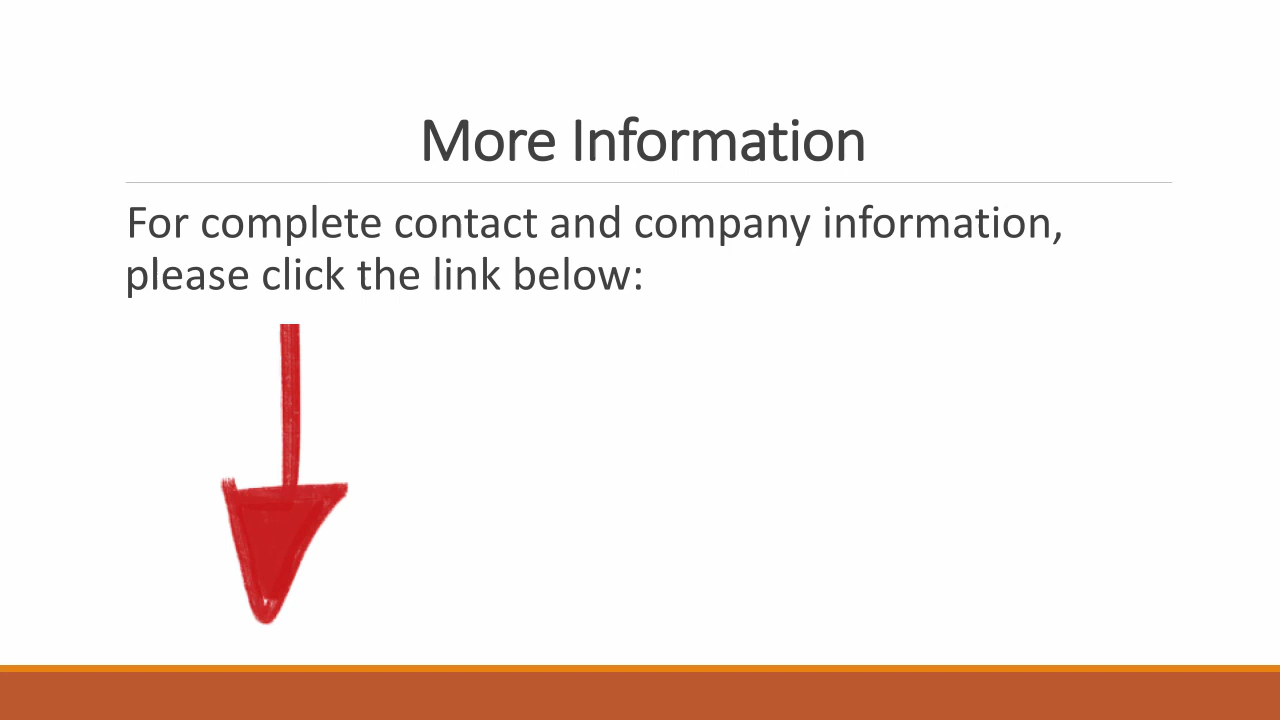 More Information
For complete contact and company information,
please click the link below: